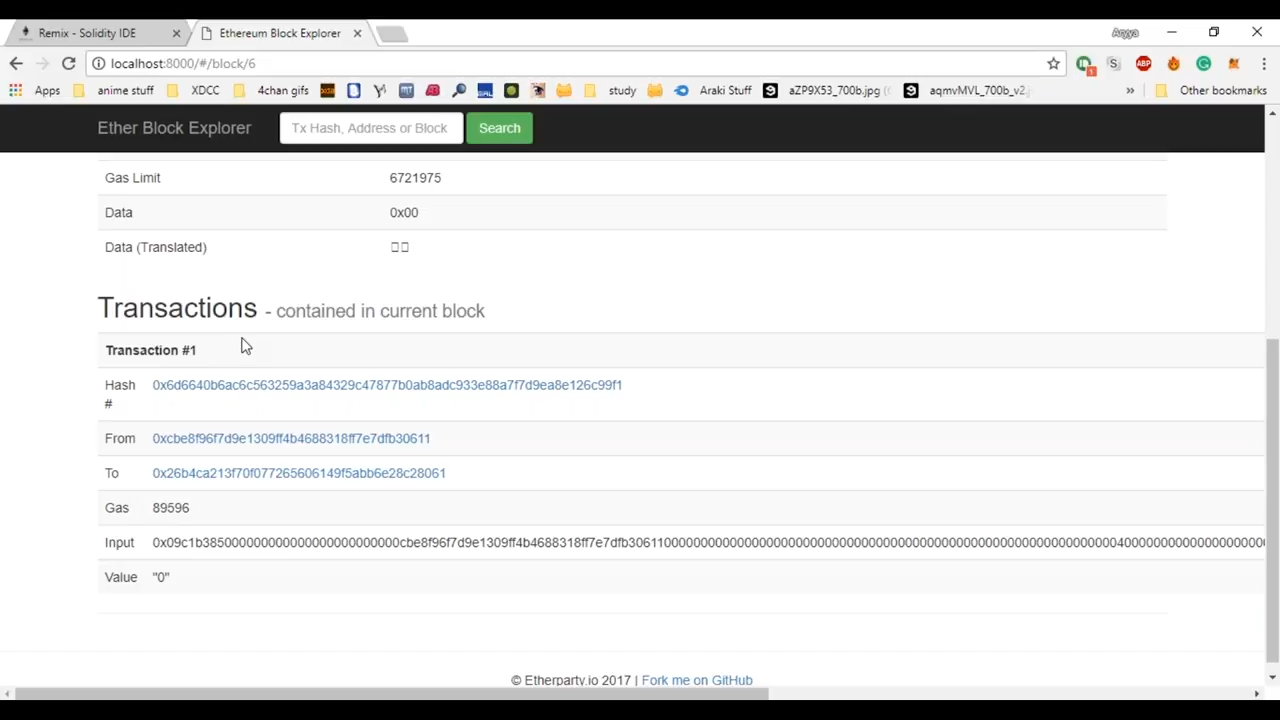 Remix - Solidity IDE
Ethereum Block Explorer
Aηγα
localhost:8000/#/block/6
Apps
anime stuff
XDCC
4chan gifs
study
Araki Stuff
aZP9X53_700b.jpg (
aqmvMVL_700b_v2.
»
Other bookmarks
Ether Block Explorer
Tx Hash, Address or Block
Search
Gas Limit 6721975
Data 0x00
Data (Translated)
Transactions - contained in current block
Transaction #1
Hash # 0x6d6640b6ac6c563259a3a84329c47877b0ab8adc933e88a7f7d9ea8e126c99f1
From 0xcbe8f96f7d9e1309ff4b4688318ff7e7dfb30611
To 0x26b4ca213f70f077265606149f5abb6e28c28061
Gas 89596
Input
Value "0"
© Etherparty.io 2017 | Fork me on GitHub